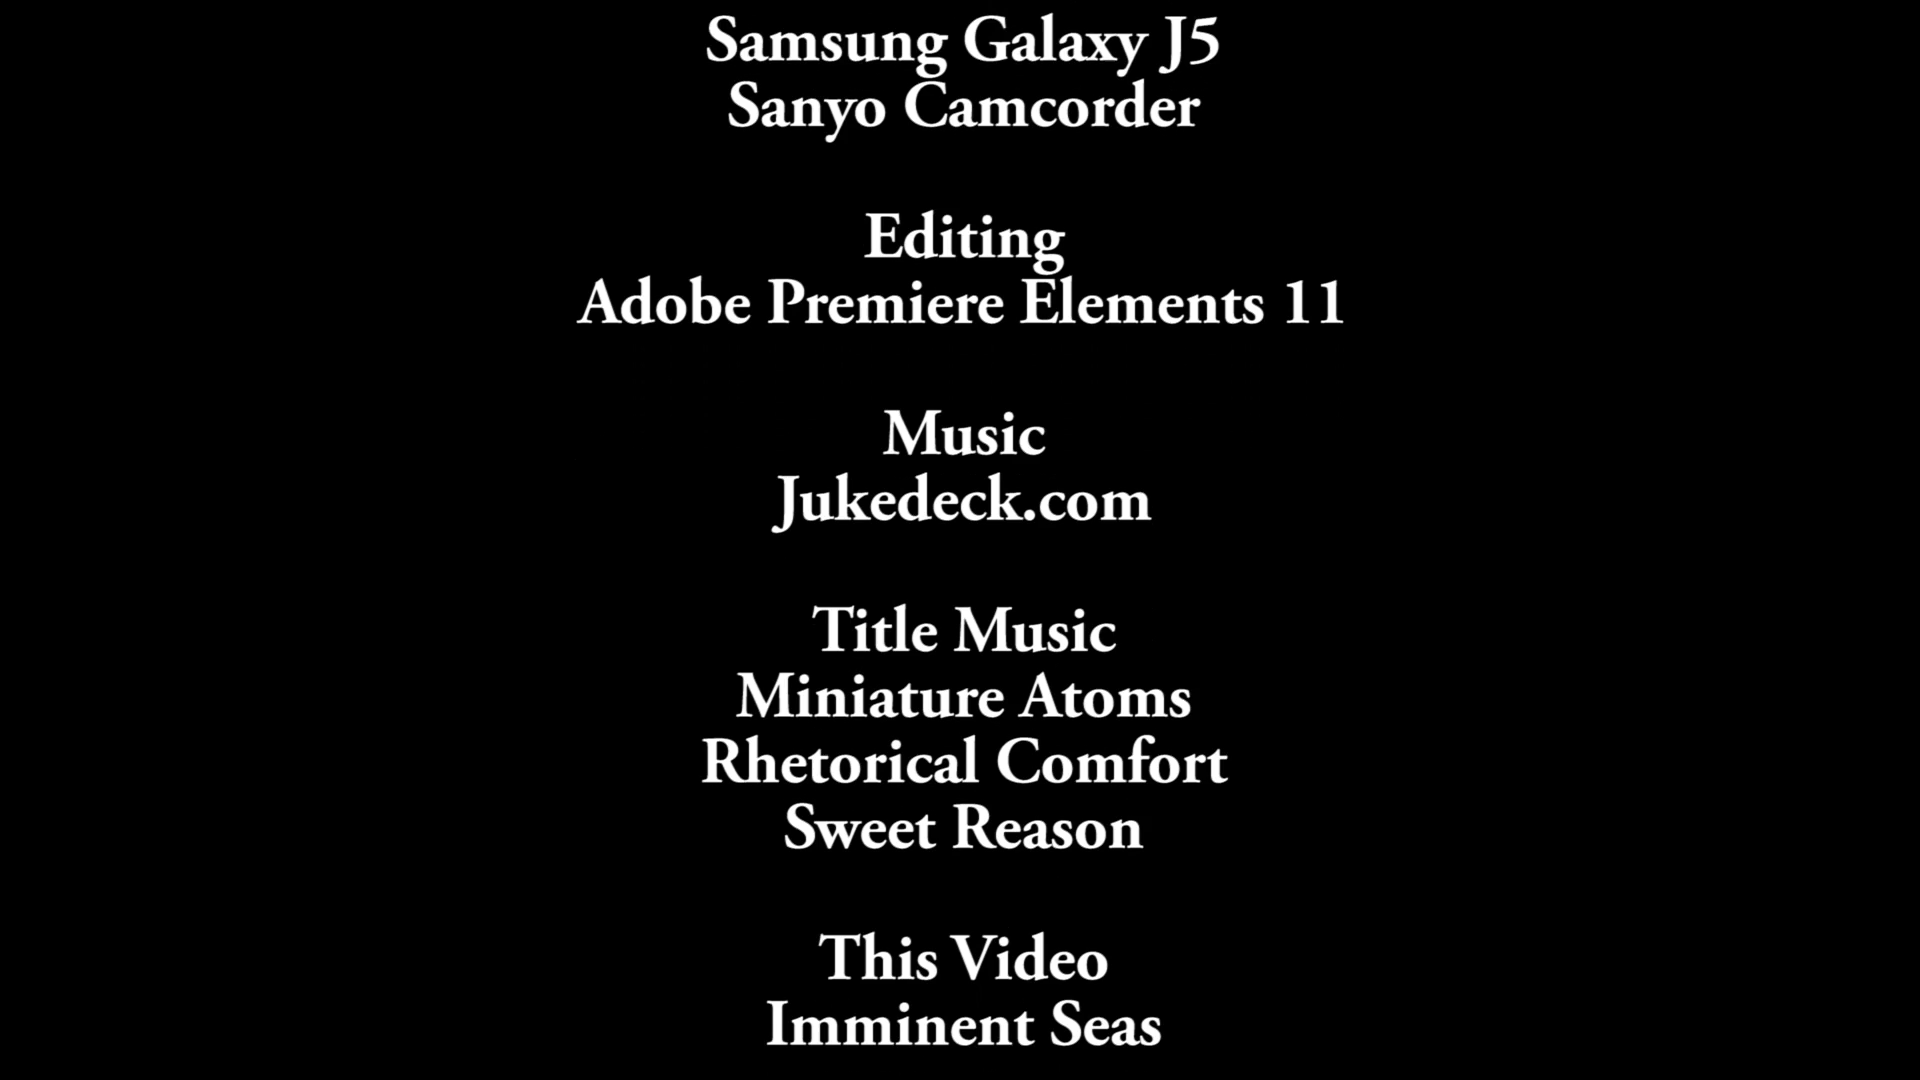 Samsung Galaxy J5
Sanyo Camcorder
Editing
Adobe Premiere Elements 11
Music
Jukedeck.com
Title Music
Miniature Atoms
Rhetorical Comfort
Sweet Reason
This Video
Imminent Seas